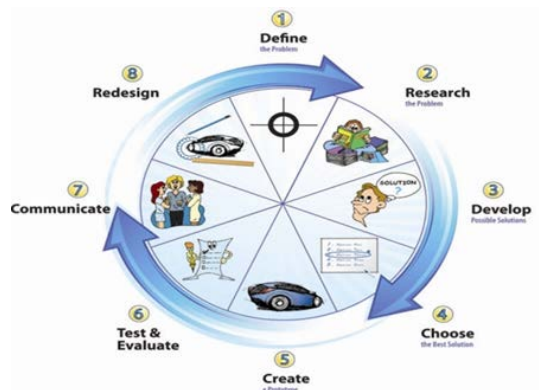 1
Define
the Problem
2
Research
the Problem
3
Develop
Possible Solutions
4
Choose
the Best Solution
5
Create
a Prototype
6
Test &
Evaluate
7
Communicate
8
Redesign
SOLUTION
?